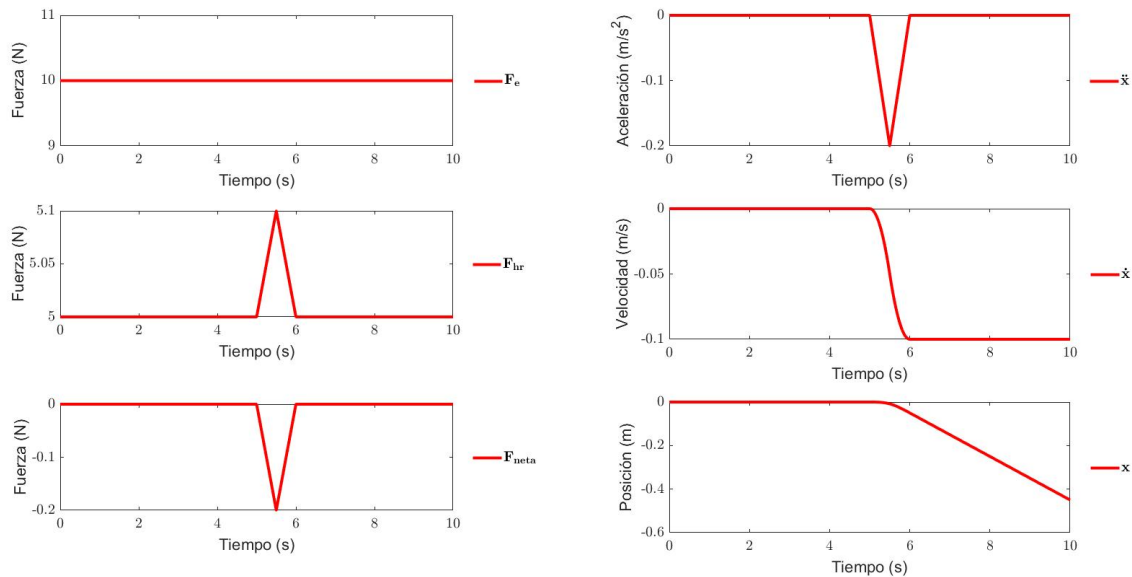 11
10
9
Fuerza (N)
0 2 4 6 8 10
Tiempo (s)
F_e
5.1
5.05
5
Fuerza (N)
0 2 4 6 8 10
Tiempo (s)
F_hr
0
-0.1
-0.2
Fuerza (N)
0 2 4 6 8 10
Tiempo (s)
F_neta
0
-0.1
-0.2
Aceleración (m/s²)
0 2 4 6 8 10
Tiempo (s)
ẍ
0
-0.05
-0.1
Velocidad (m/s)
0 2 4 6 8 10
Tiempo (s)
ẋ
0
-0.2
-0.4
-0.6
Posición (m)
0 2 4 6 8 10
Tiempo (s)
x